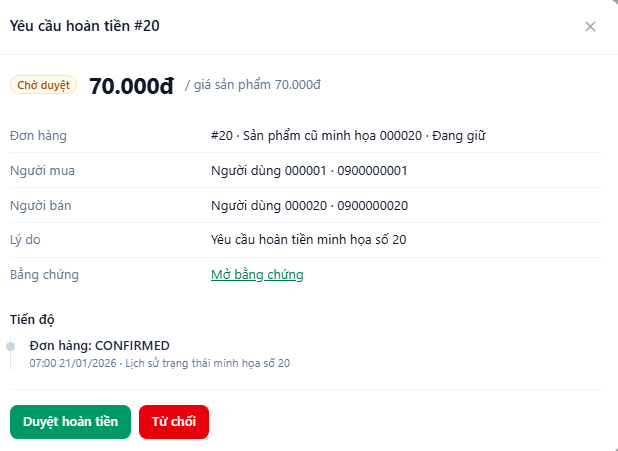 Yêu cầu hoàn tiền #20
Chờ duyệt 70.000đ / giá sản phẩm 70.000đ
Đơn hàng #20 · Sản phẩm cũ minh họa 000020 · Đang giữ
Người mua Người dùng 000001 · 0900000001
Người bán Người dùng 000020 · 0900000020
Lý do Yêu cầu hoàn tiền minh họa số 20
Bằng chứng Mở bằng chứng
Tiến độ
Đơn hàng: CONFIRMED
07:00 21/01/2026 · Lịch sử trạng thái minh họa số 20
Duyệt hoàn tiền Từ chối